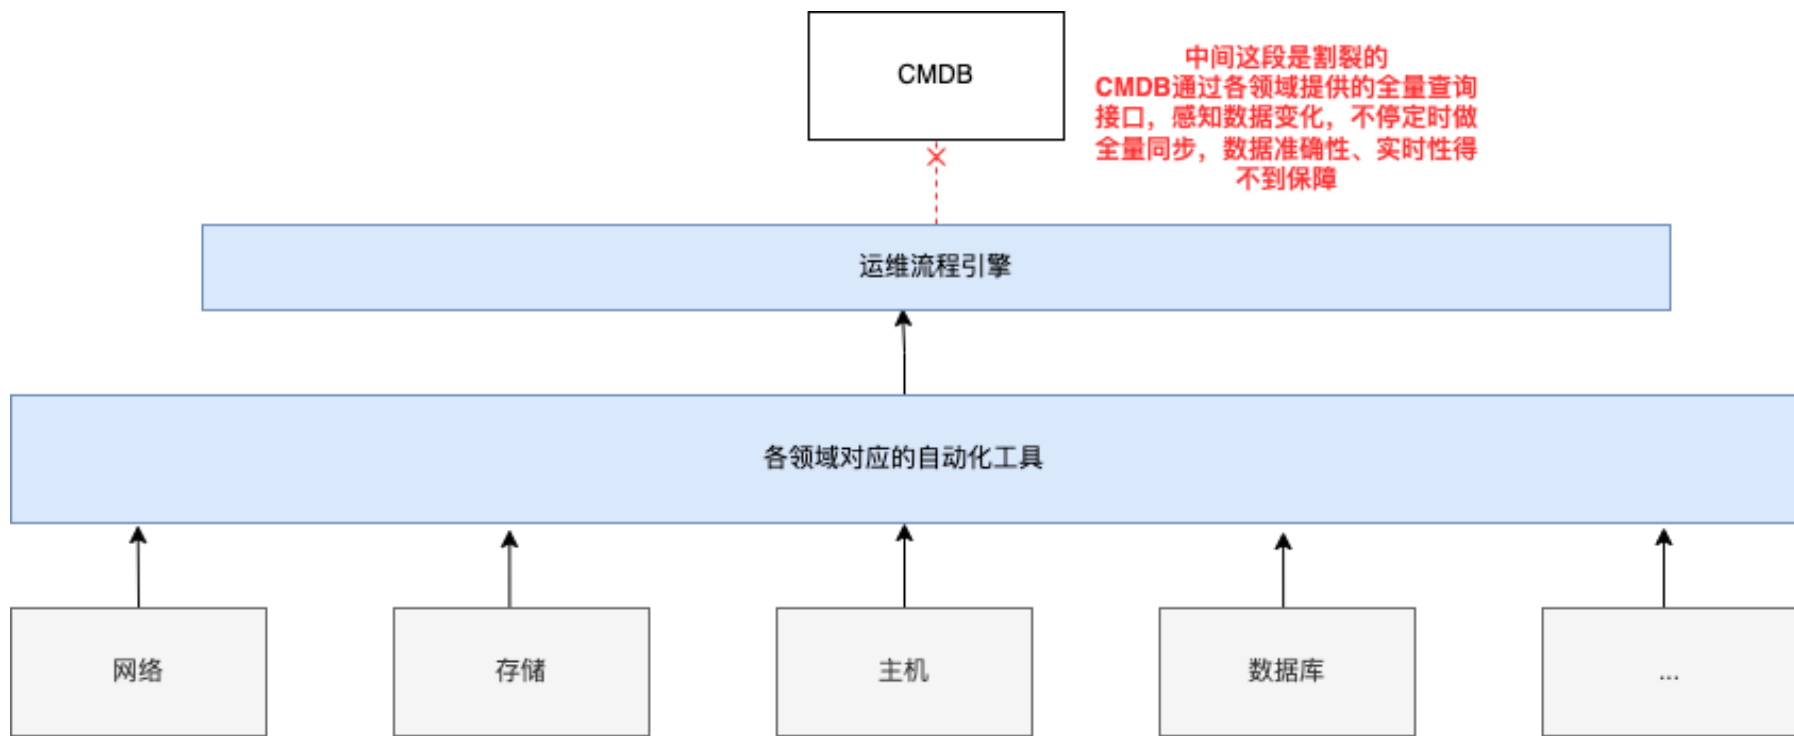 CMDB
中间这段是割裂的
CMDB通过各领域提供的全量查询
接口，感知数据变化，不停定时做
全量同步，数据准确性、实时性得
不到保障
运维流程引擎
各领域对应的自动化工具
网络
存储
主机
数据库
...